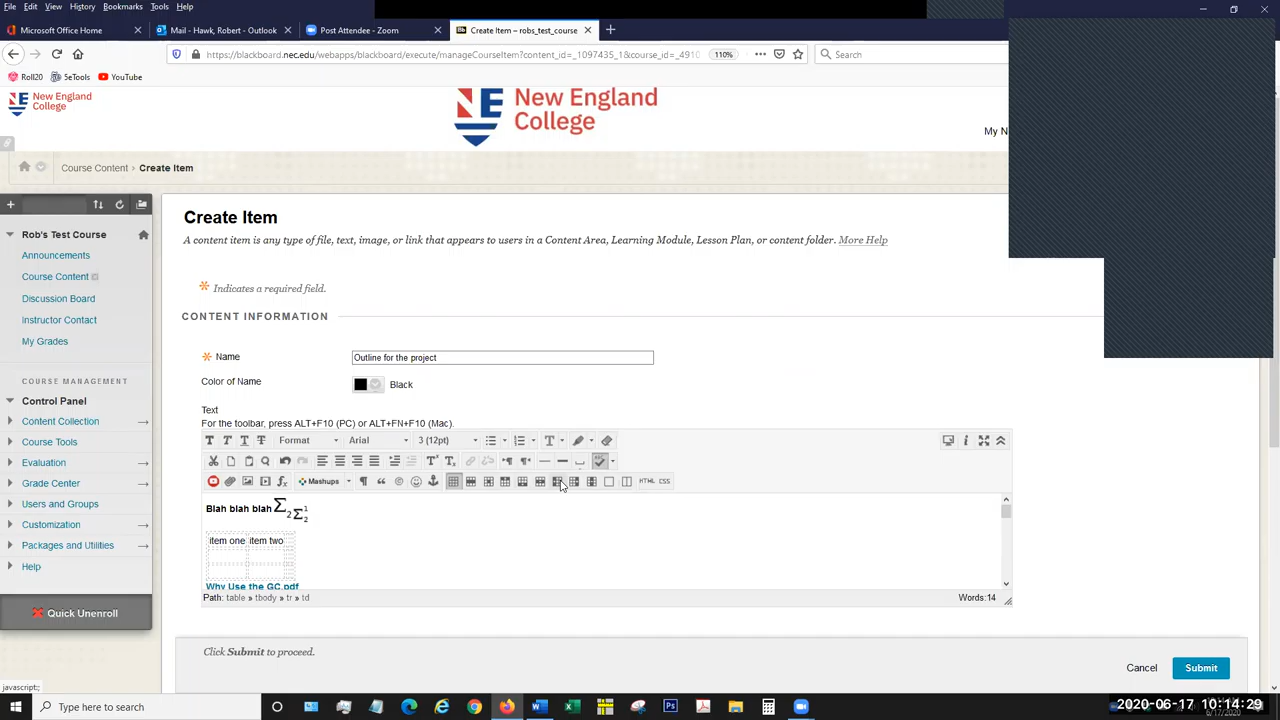 File Edit View History Bookmarks Tools Help
Microsoft Office Home Mail - Hawk, Robert - Outlook Post Attendee - Zoom Create Item – robs_test_course
https://blackboard.nec.edu/webapps/blackboard/execute/manageCourseItem?content_id=_1097435_1&course_id=_491 110% Search
Roll20 5eTools YouTube
New England College
New England
College
My N
Course Content > Create Item
Create Item
A content item is any type of file, text, image, or link that appears to users in a Content Area, Learning Module, Lesson Plan, or content folder. More Help
Rob's Test Course
Announcements
Course Content
Discussion Board
Instructor Contact
My Grades
COURSE MANAGEMENT
Control Panel
Content Collection
Course Tools
Evaluation
Grade Center
Users and Groups
Customization
Packages and Utilities
Help
Quick Unenroll
Indicates a required field.
CONTENT INFORMATION
Name Outline for the project
Color of Name Black
Text
For the toolbar, press ALT+F10 (PC) or ALT+FN+F10 (Mac).
T T T T Format Arial 3 (12pt) T
Mashups HTML CSS
Blah blah blah Σ2Σ12
item one item two
Why Use the GC.pdf
Path: table » tbody » tr » td Words:14
Click Submit to proceed.
Cancel Submit
javascript:;
Type here to search
2020-06-17 10:14:29
6/17/2020